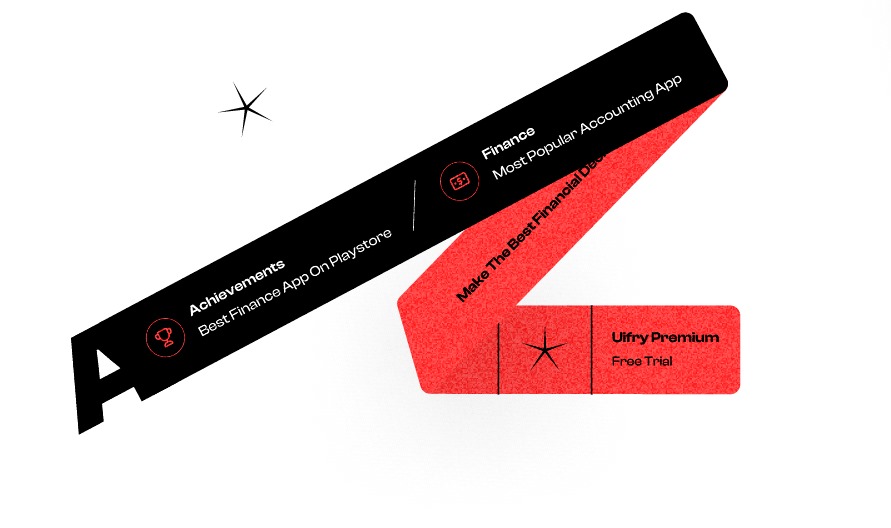 Finance
Most Popular Accounting App
Achievements
Best Finance App On Playstore
Make The Best Financial
Uifry Premium
Free Trial
A